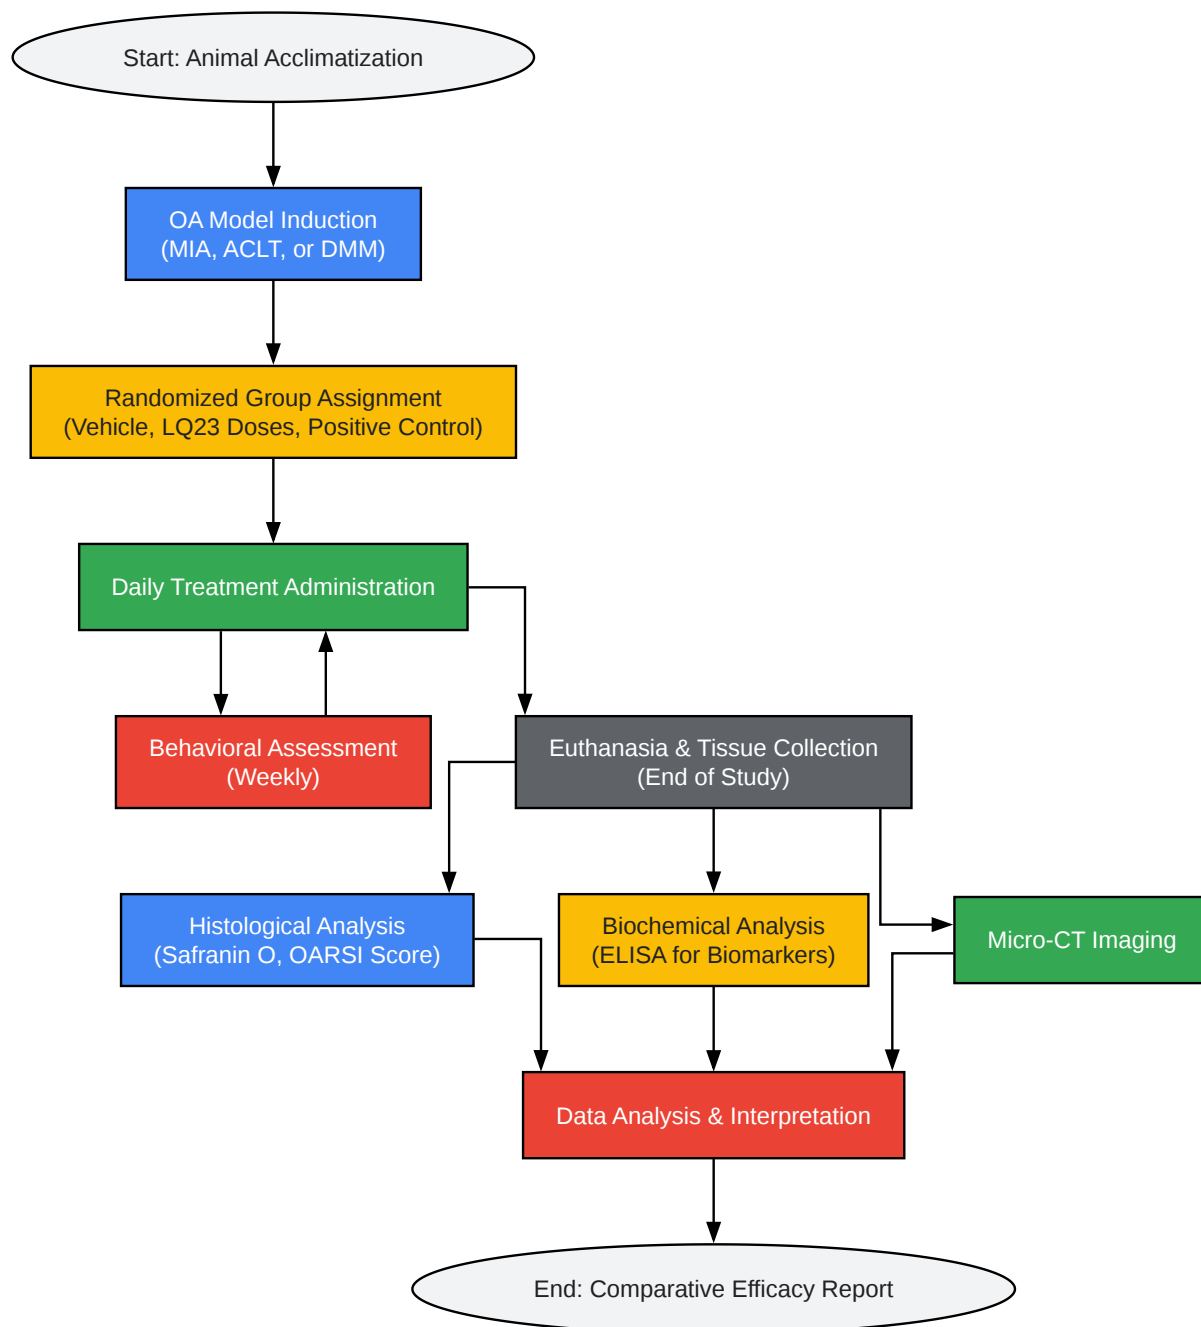 Start: Animal Acclimatization
OA Model Induction
(MIA, ACLT, or DMM)
Randomized Group Assignment
(Vehicle, LQ23 Doses, Positive Control)
Daily Treatment Administration
Behavioral Assessment
(Weekly)
Euthanasia & Tissue Collection
(End of Study)
Histological Analysis
(Safranin O, OARSI Score)
Biochemical Analysis
(ELISA for Biomarkers)
Micro-CT Imaging
Data Analysis & Interpretation
End: Comparative Efficacy Report